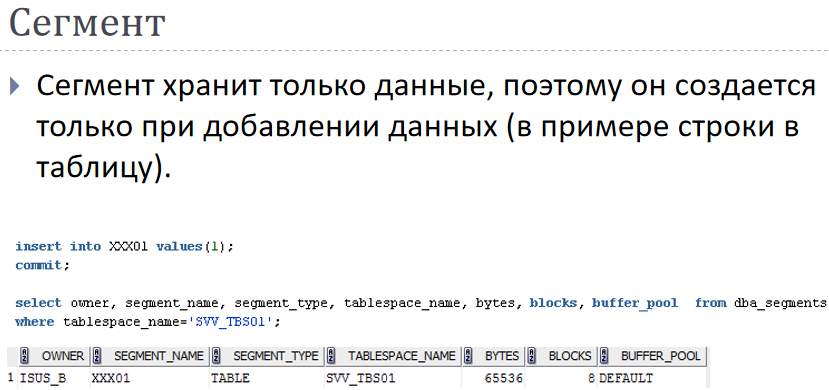 Сегмент
Сегмент хранит только данные, поэтому он создается
только при добавлении данных (в примере строки в
таблицу).
insert into XXX01 values(1);
commit;
select owner, segment_name, segment_type, tablespace_name, bytes, blocks, buffer_pool from dba_segments
where tablespace_name='SVV_TBS01';
OWNER SEGMENT_NAME SEGMENT_TYPE TABLESPACE_NAME BYTES BLOCKS BUFFER_POOL
1 ISUS_B XXX01 TABLE SVV_TBS01 65536 8 DEFAULT